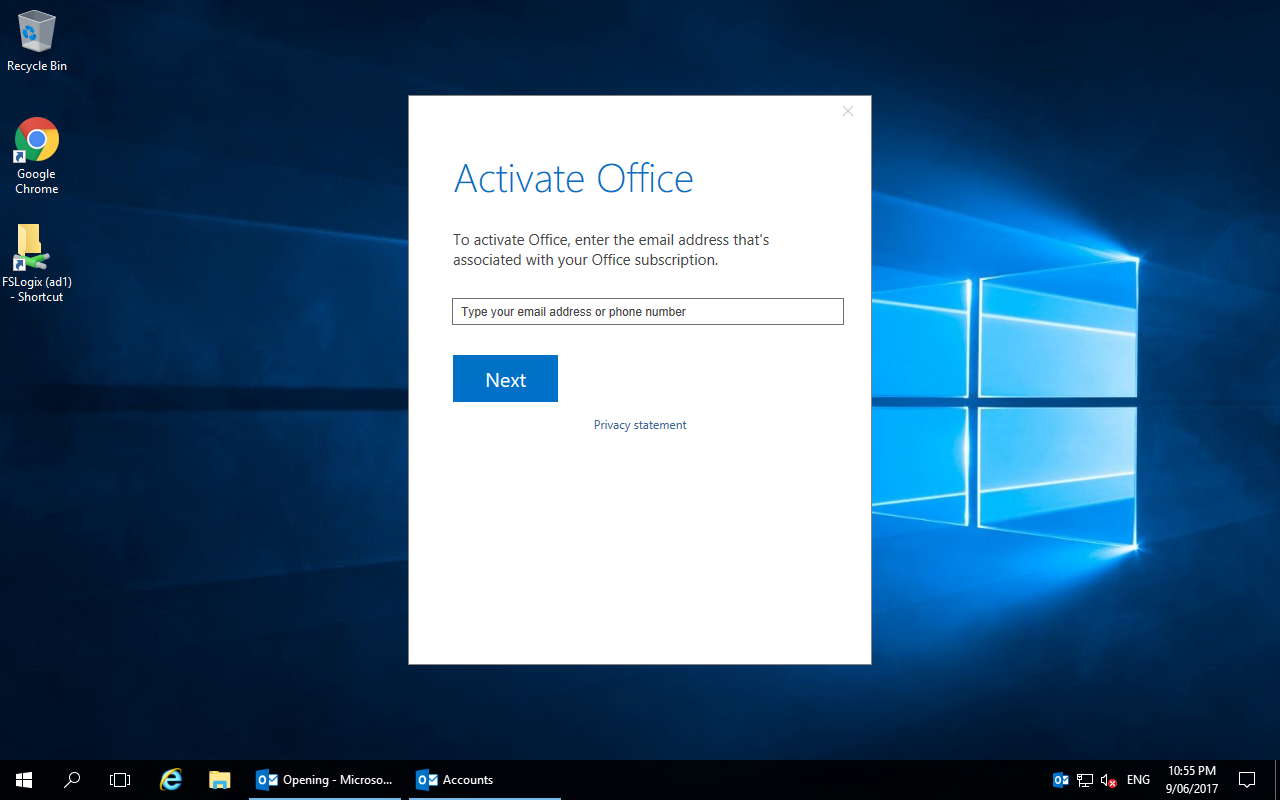 Recycle Bin
Google
Chrome
FSLogix (ad1)
- Shortcut
Activate Office
To activate Office, enter the email address that's
associated with your Office subscription.
Type your email address or phone number
Next
Privacy statement
Opening - Microso...
Accounts
ENG
10:55 PM
9/06/2017